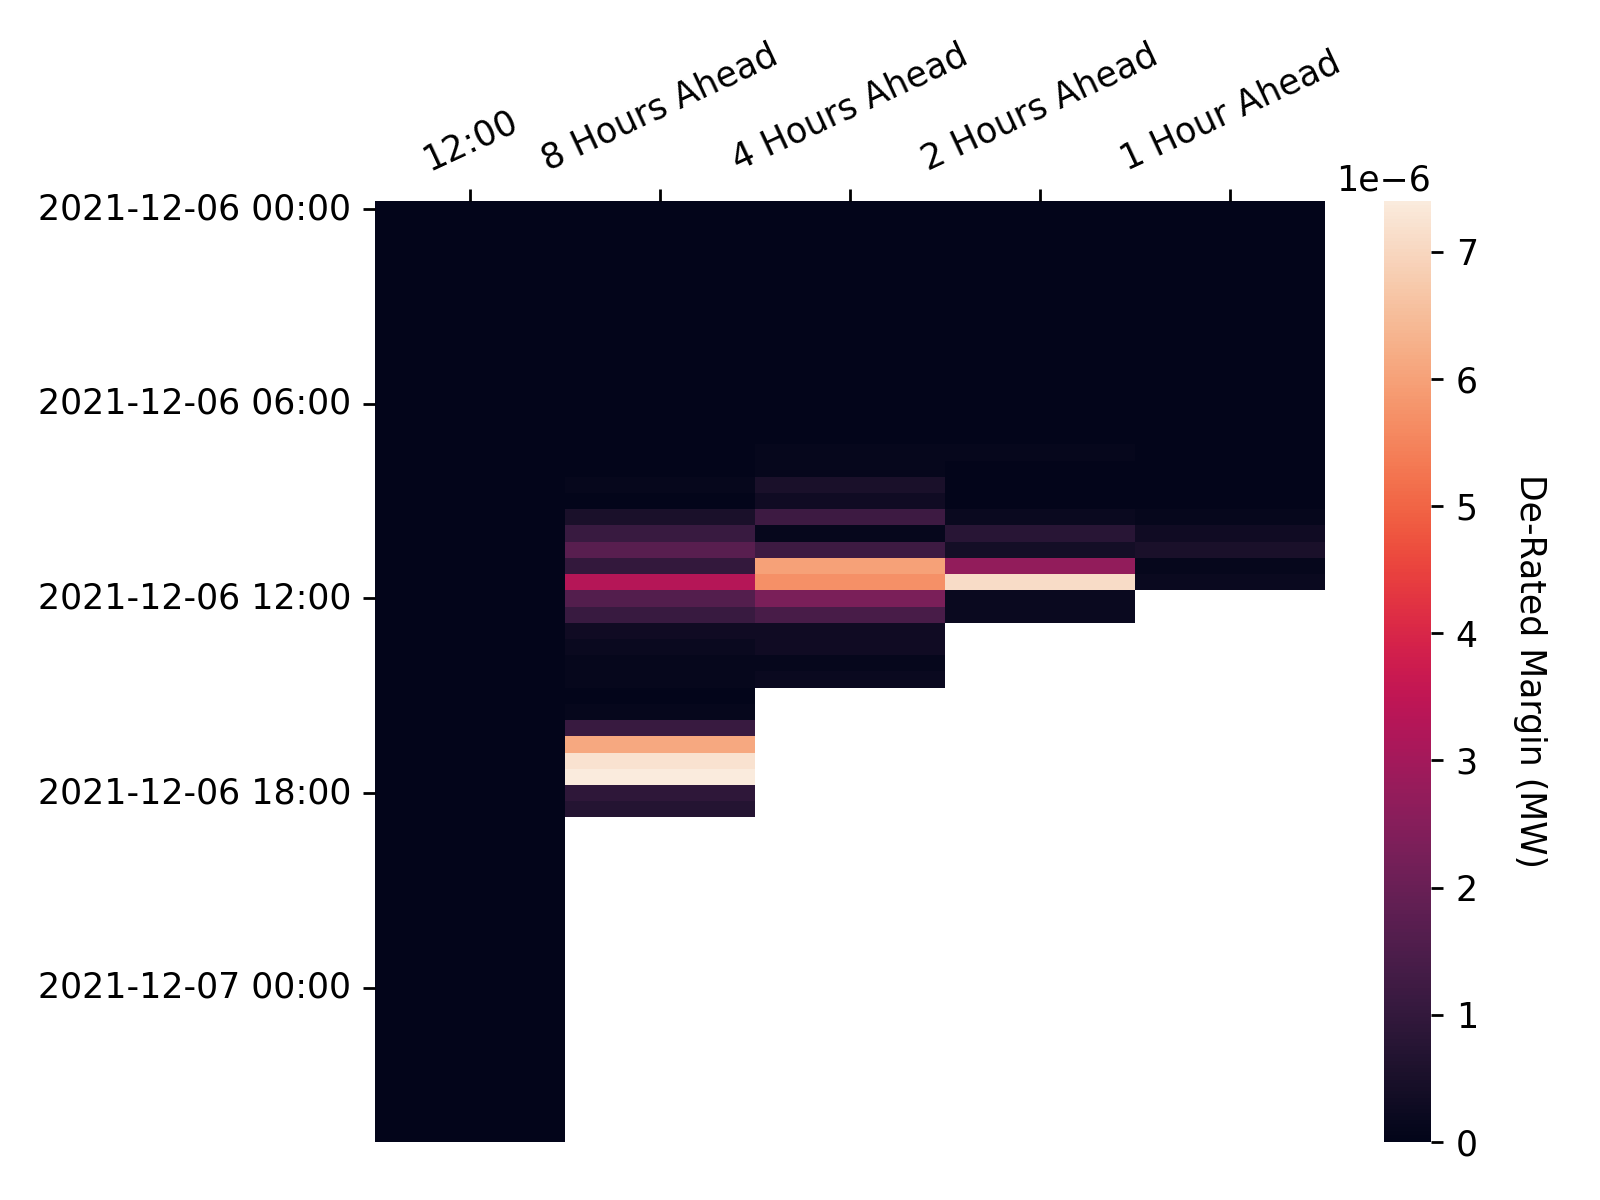 12:00
8 Hours Ahead
4 Hours Ahead
2 Hours Ahead
1 Hour Ahead
2021-12-06 00:00
2021-12-06 06:00
2021-12-06 12:00
2021-12-06 18:00
2021-12-07 00:00
1e−6
7
6
5
4
3
2
1
0
De-Rated Margin (MW)